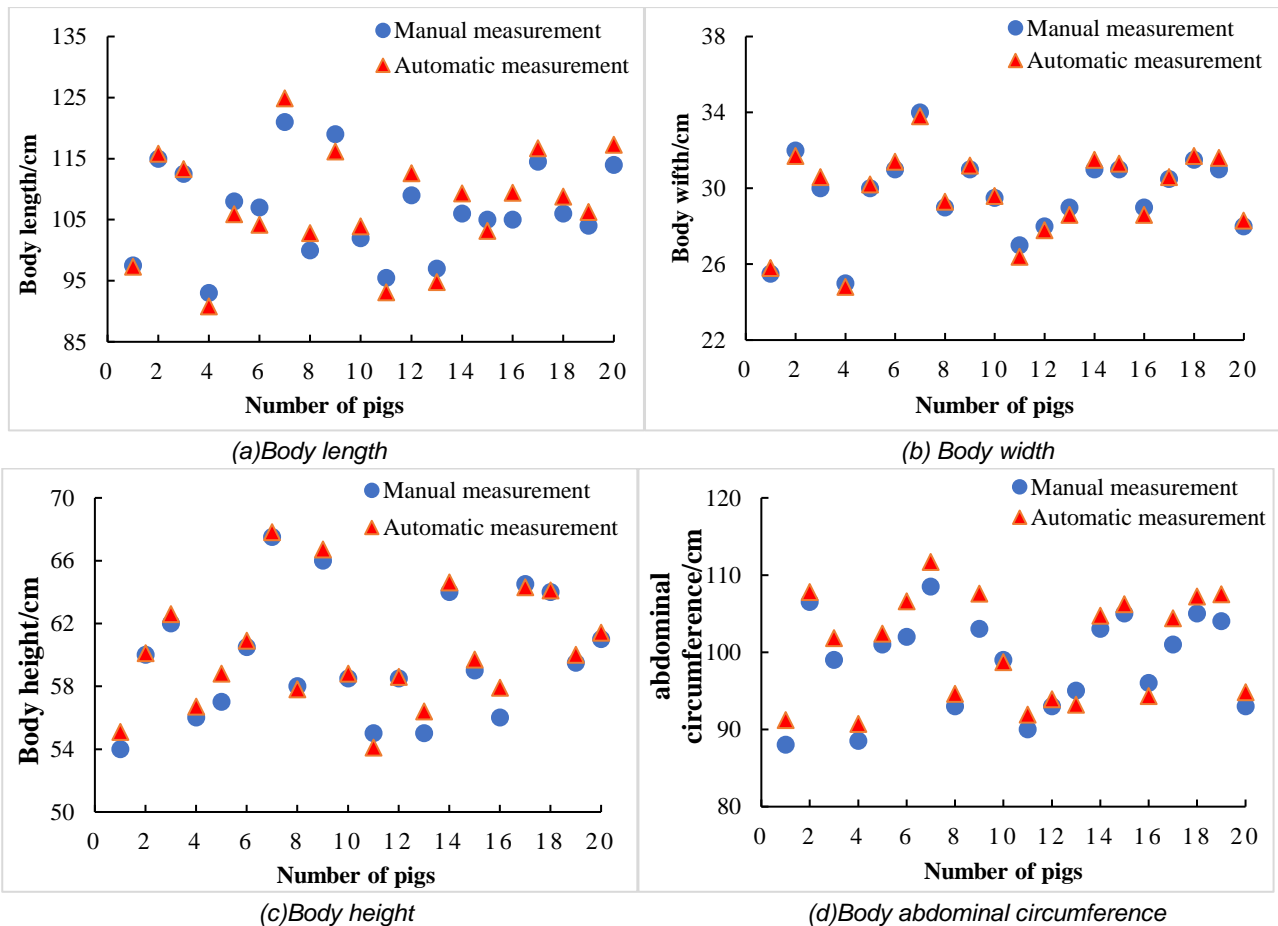 135
125
115
105
95
85
Body length/cm
Manual measurement
Automatic measurement
0 2 4 6 8 10 12 14 16 18 20
Number of pigs
(a)Body length
38
34
30
26
22
Body wifth/cm
Manual measurement
Automatic measurement
0 2 4 6 8 10 12 14 16 18 20
Number of pigs
(b) Body width
70
66
62
58
54
50
Body height/cm
Manual measurement
Automatic measurement
0 2 4 6 8 10 12 14 16 18 20
Number of pigs
(c)Body height
120
110
100
90
80
abdominal
circumference/cm
Manual measurement
Automatic measurement
0 2 4 6 8 10 12 14 16 18 20
Number of pigs
(d)Body abdominal circumference